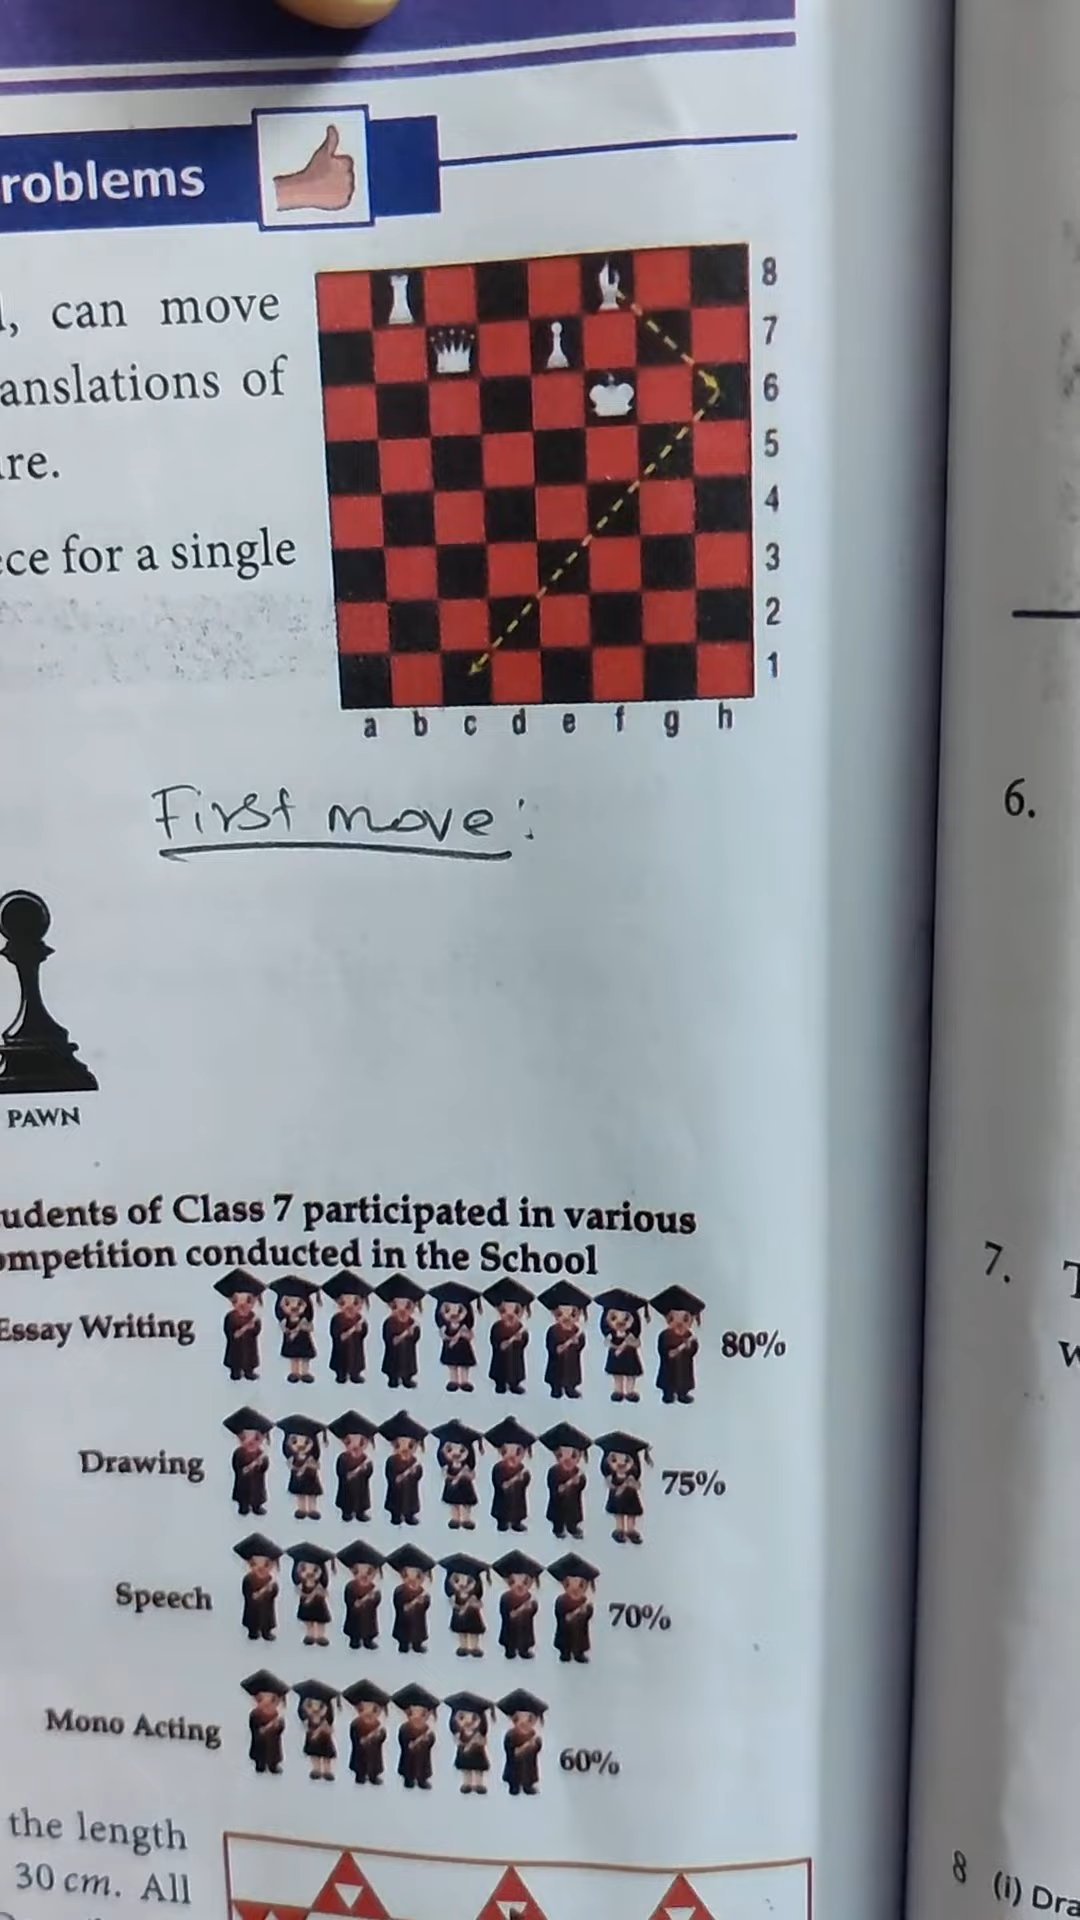 roblems
, can move
anslations of
re.
ce for a single
8
7
6
5
4
3
2
1
a b c d e f g h
First move:
PAWN
udents of Class 7 participated in various
ompetition conducted in the School
Essay Writing 80%
Drawing 75%
Speech 70%
Mono Acting 60%
the length
30 cm. All
6.
7.
8 (i) Dra